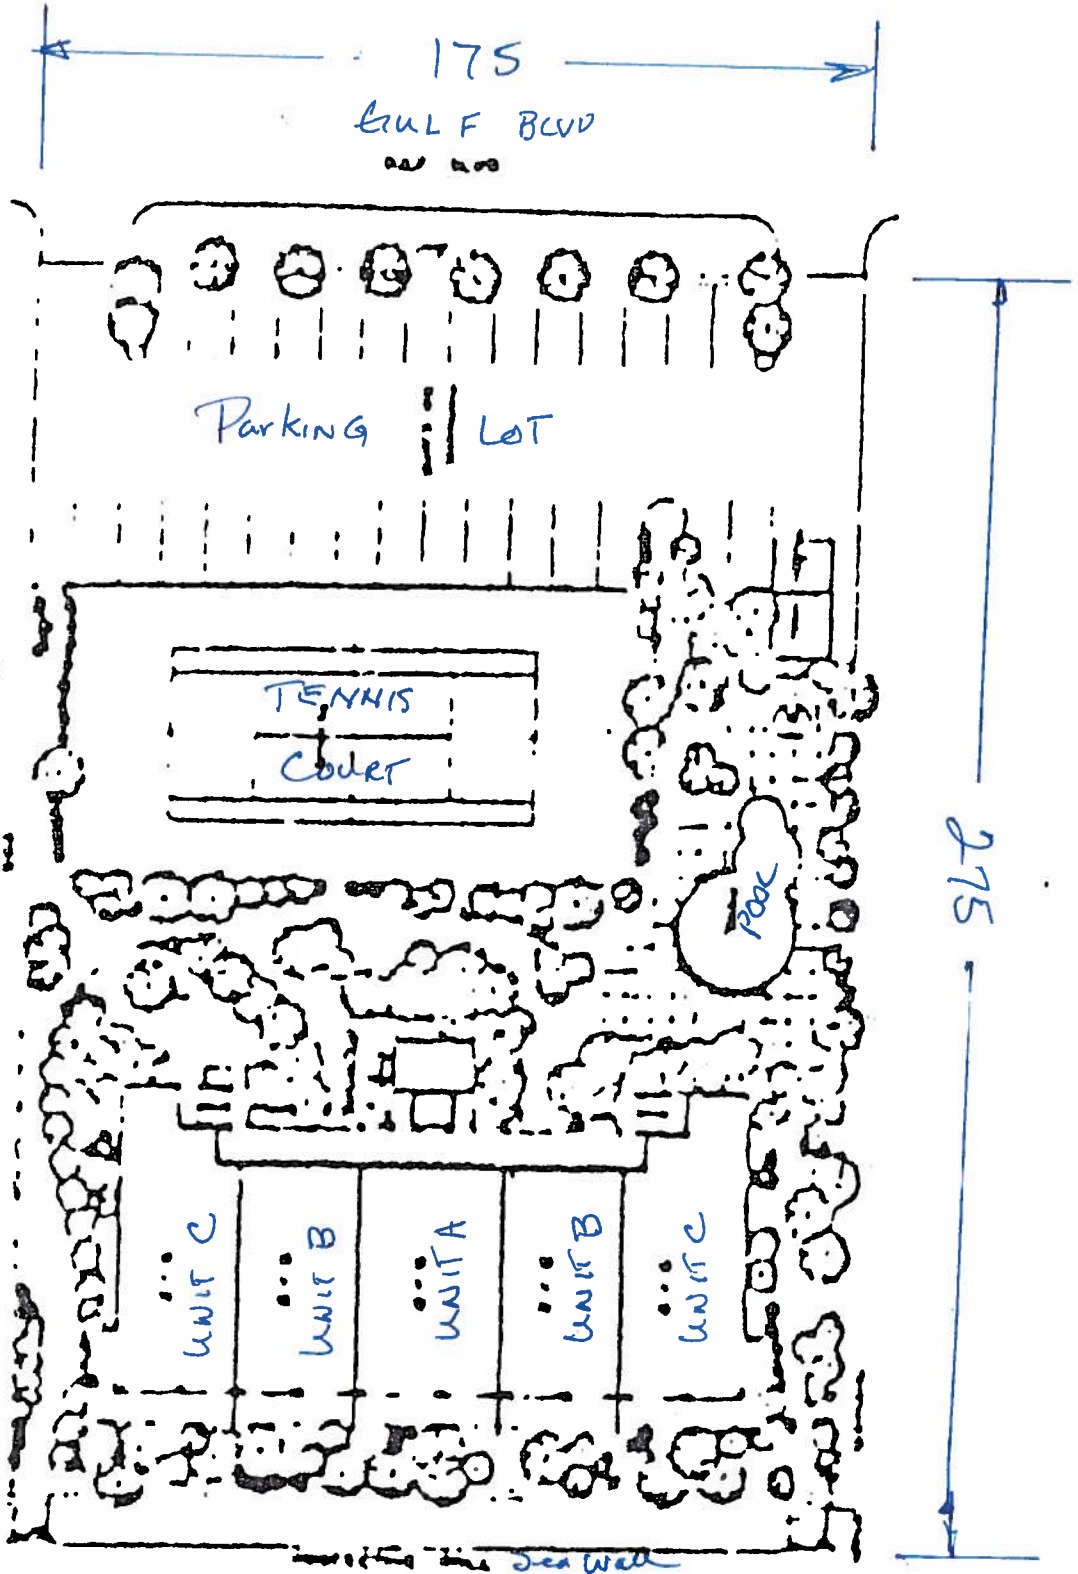 175
GULF BLVD
Parking LOT
TENNIS
COURT
275
POOL
UNIT C
UNIT B
UNIT A
UNIT B
UNIT C
Sea Wall